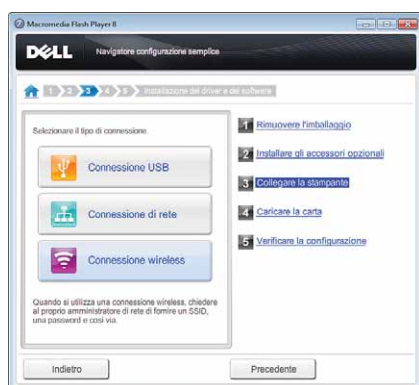 Macromedia Flash Player 8
DELL
Navigatore configurazione semplice
1 2 3 4 5 Installazione del driver e del software
Selezionare il tipo di connessione.
Connessione USB
Connessione di rete
Connessione wireless
Quando si utilizza una connessione wireless, chiedere
al proprio amministratore di rete di fornire un SSID,
una password e così via.
1 Rimuovere l'imballaggio
2 Installare gli accessori opzionali
3 Collegare la stampante
4 Caricare la carta
5 Verificare la configurazione
Indietro
Precedente